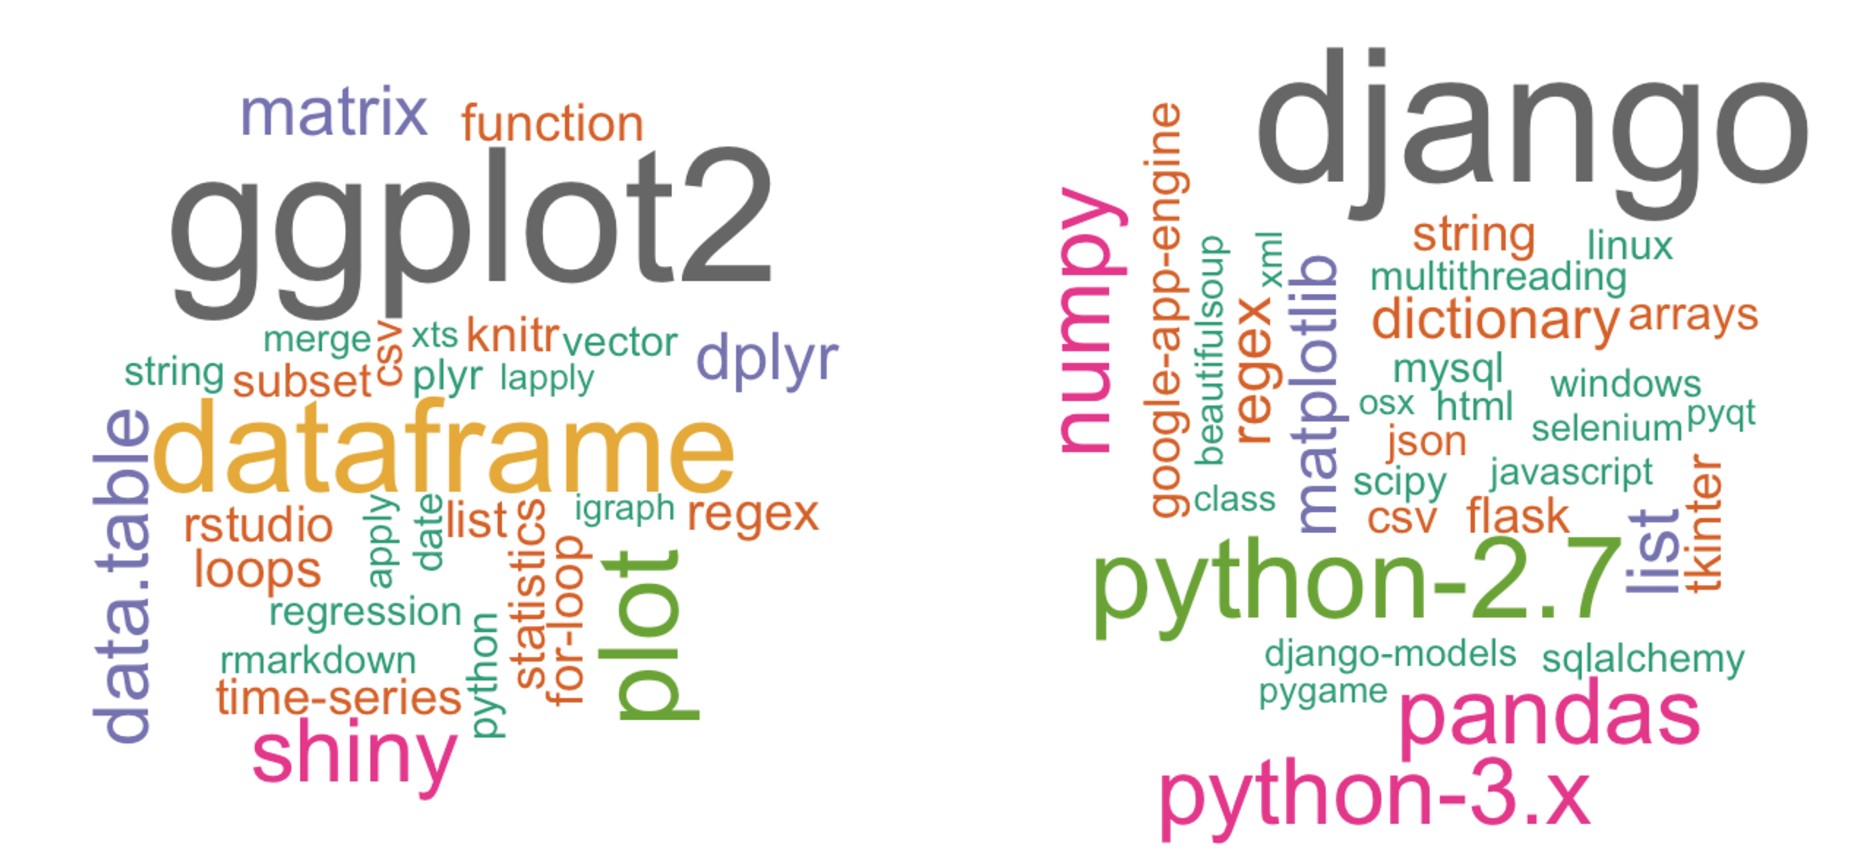 matrix
function
ggplot2
merge
csv
xts
knitr
vector
dplyr
string
subset
plyr
lapply
data.table
dataframe
rstudio
apply
date
list
statistics
igraph
regex
loops
for-loop
plot
regression
python
rmarkdown
time-series
shiny
django
numpy
google-app-engine
beautifulsoup
xml
regex
matplotlib
string
linux
multithreading
dictionary
arrays
mysql
windows
osx
html
selenium
pyqt
json
scipy
javascript
class
csv
flask
list
tkinter
python-2.7
django-models
sqlalchemy
pygame
pandas
python-3.x